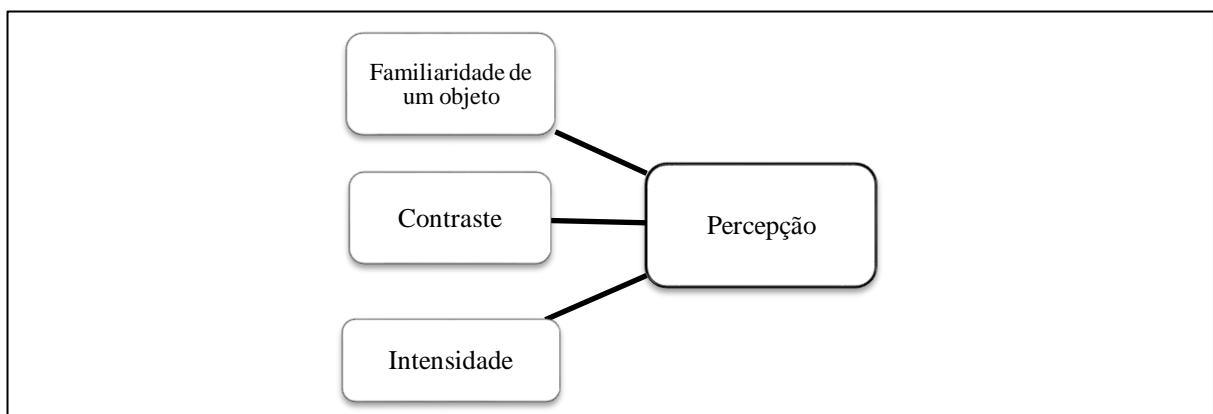 Familiaridade de
um objeto
Contraste
Percepção
Intensidade